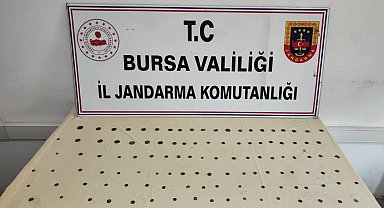 T.C
BURSA VALİLİĞİ
İL JANDARMA KOMUTANLIĞI